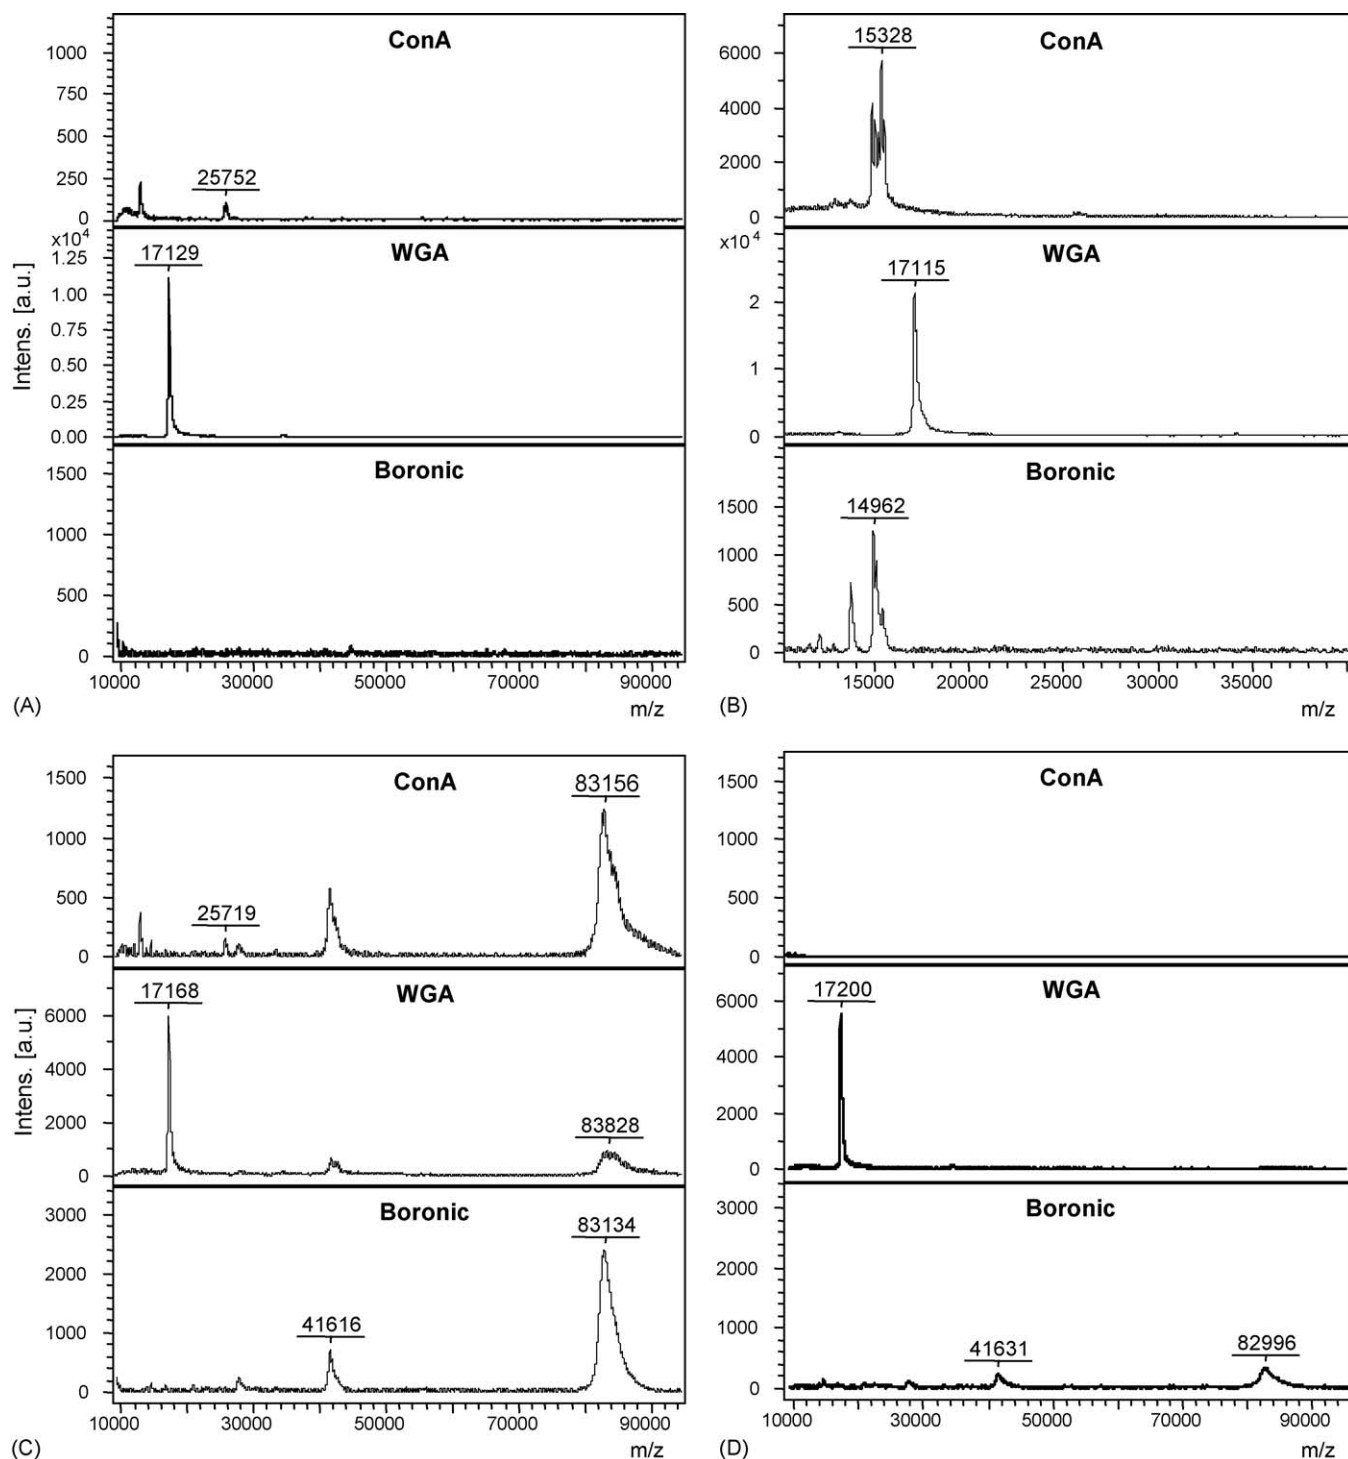 ConA
1000
750
500
250
0
25752
x10⁴
WGA
17129
1.25
1.00
0.75
0.50
0.25
0.00
Intens. [a.u.]
Boronic
1500
1000
500
0
10000 30000 50000 70000 90000
m/z
(A)
ConA
15328
6000
4000
2000
0
x10⁴
WGA
17115
2
1
0
Boronic
14962
1500
1000
500
0
15000 20000 25000 30000 35000
m/z
(B)
ConA
83156
1500
1000
500
0
25719
WGA
17168
6000
4000
2000
0
83828
Intens. [a.u.]
Boronic
83134
3000
2000
1000
0
41616
10000 30000 50000 70000 90000
m/z
(C)
ConA
1500
1000
500
0
WGA
17200
6000
4000
2000
0
Boronic
3000
2000
1000
0
41631
82996
10000 30000 50000 70000 90000
m/z
(D)